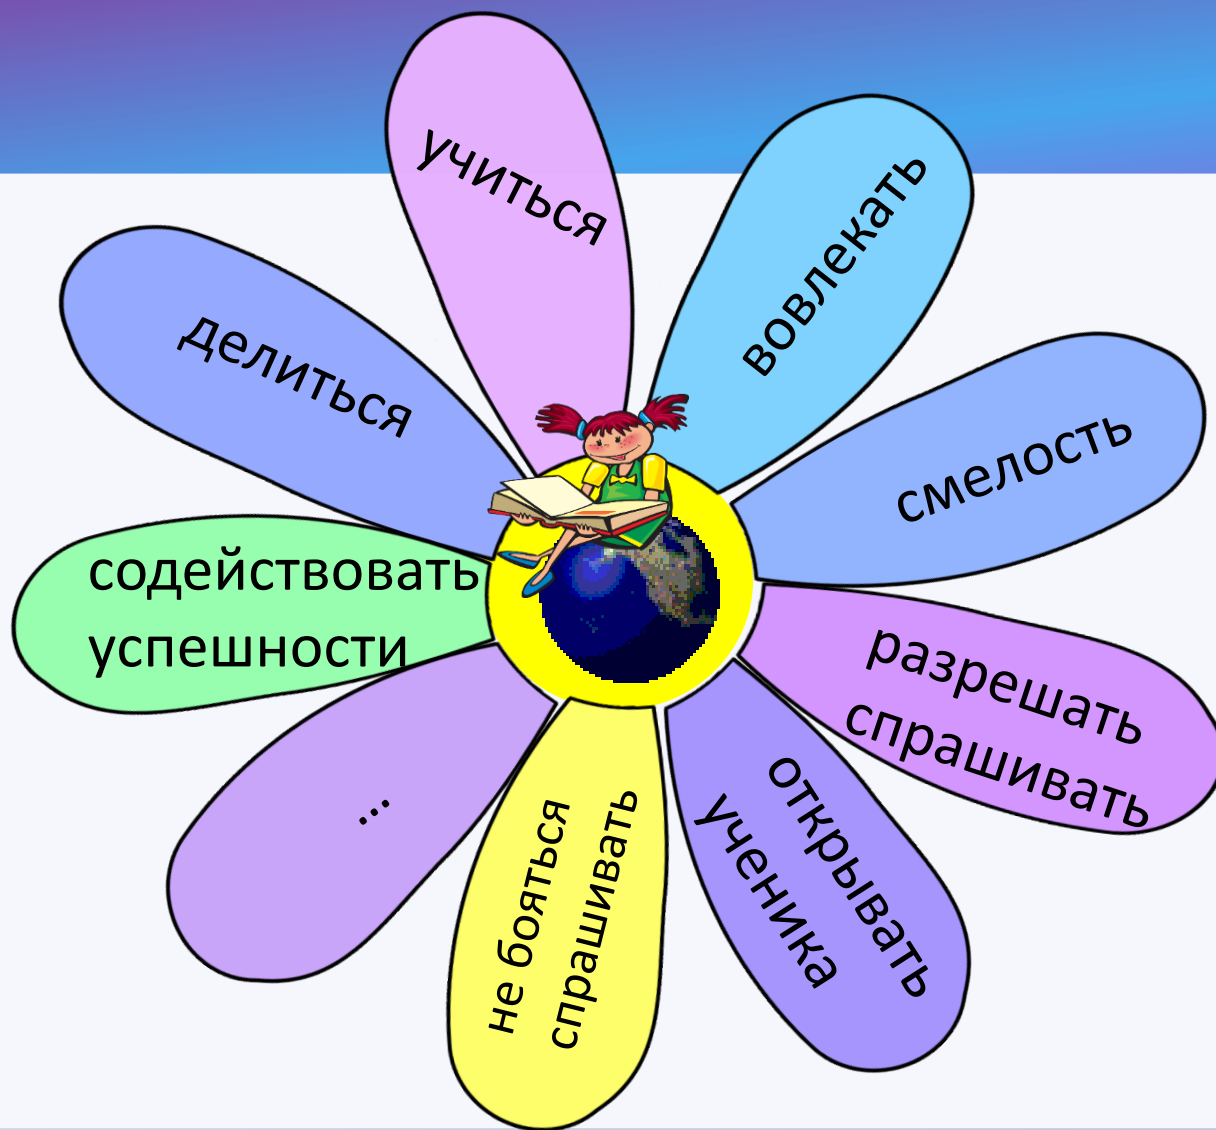 учиться
вовлекать
смелость
разрешать
спрашивать
открывать
ученика
не бояться
спрашивать
...
содействовать
успешности
делиться